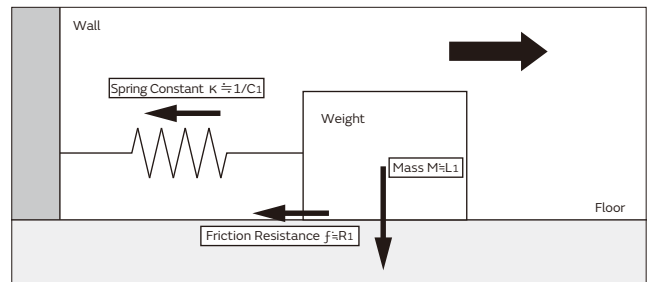 Wall
Spring Constant κ ≒ 1/C1
Weight
Mass M≒L1
Floor
Friction Resistance ƒ≒R1